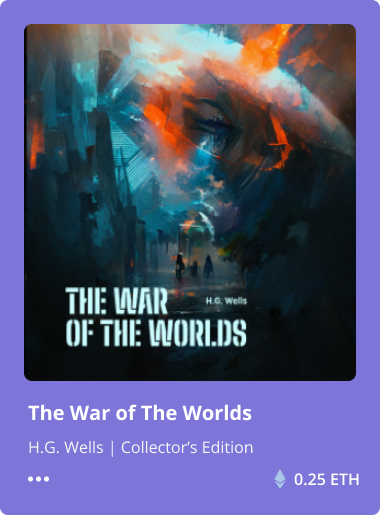 THE WAR
H.G. Wells
OF THE WORLDS
The War of The Worlds
H.G. Wells | Collector’s Edition
0.25 ETH